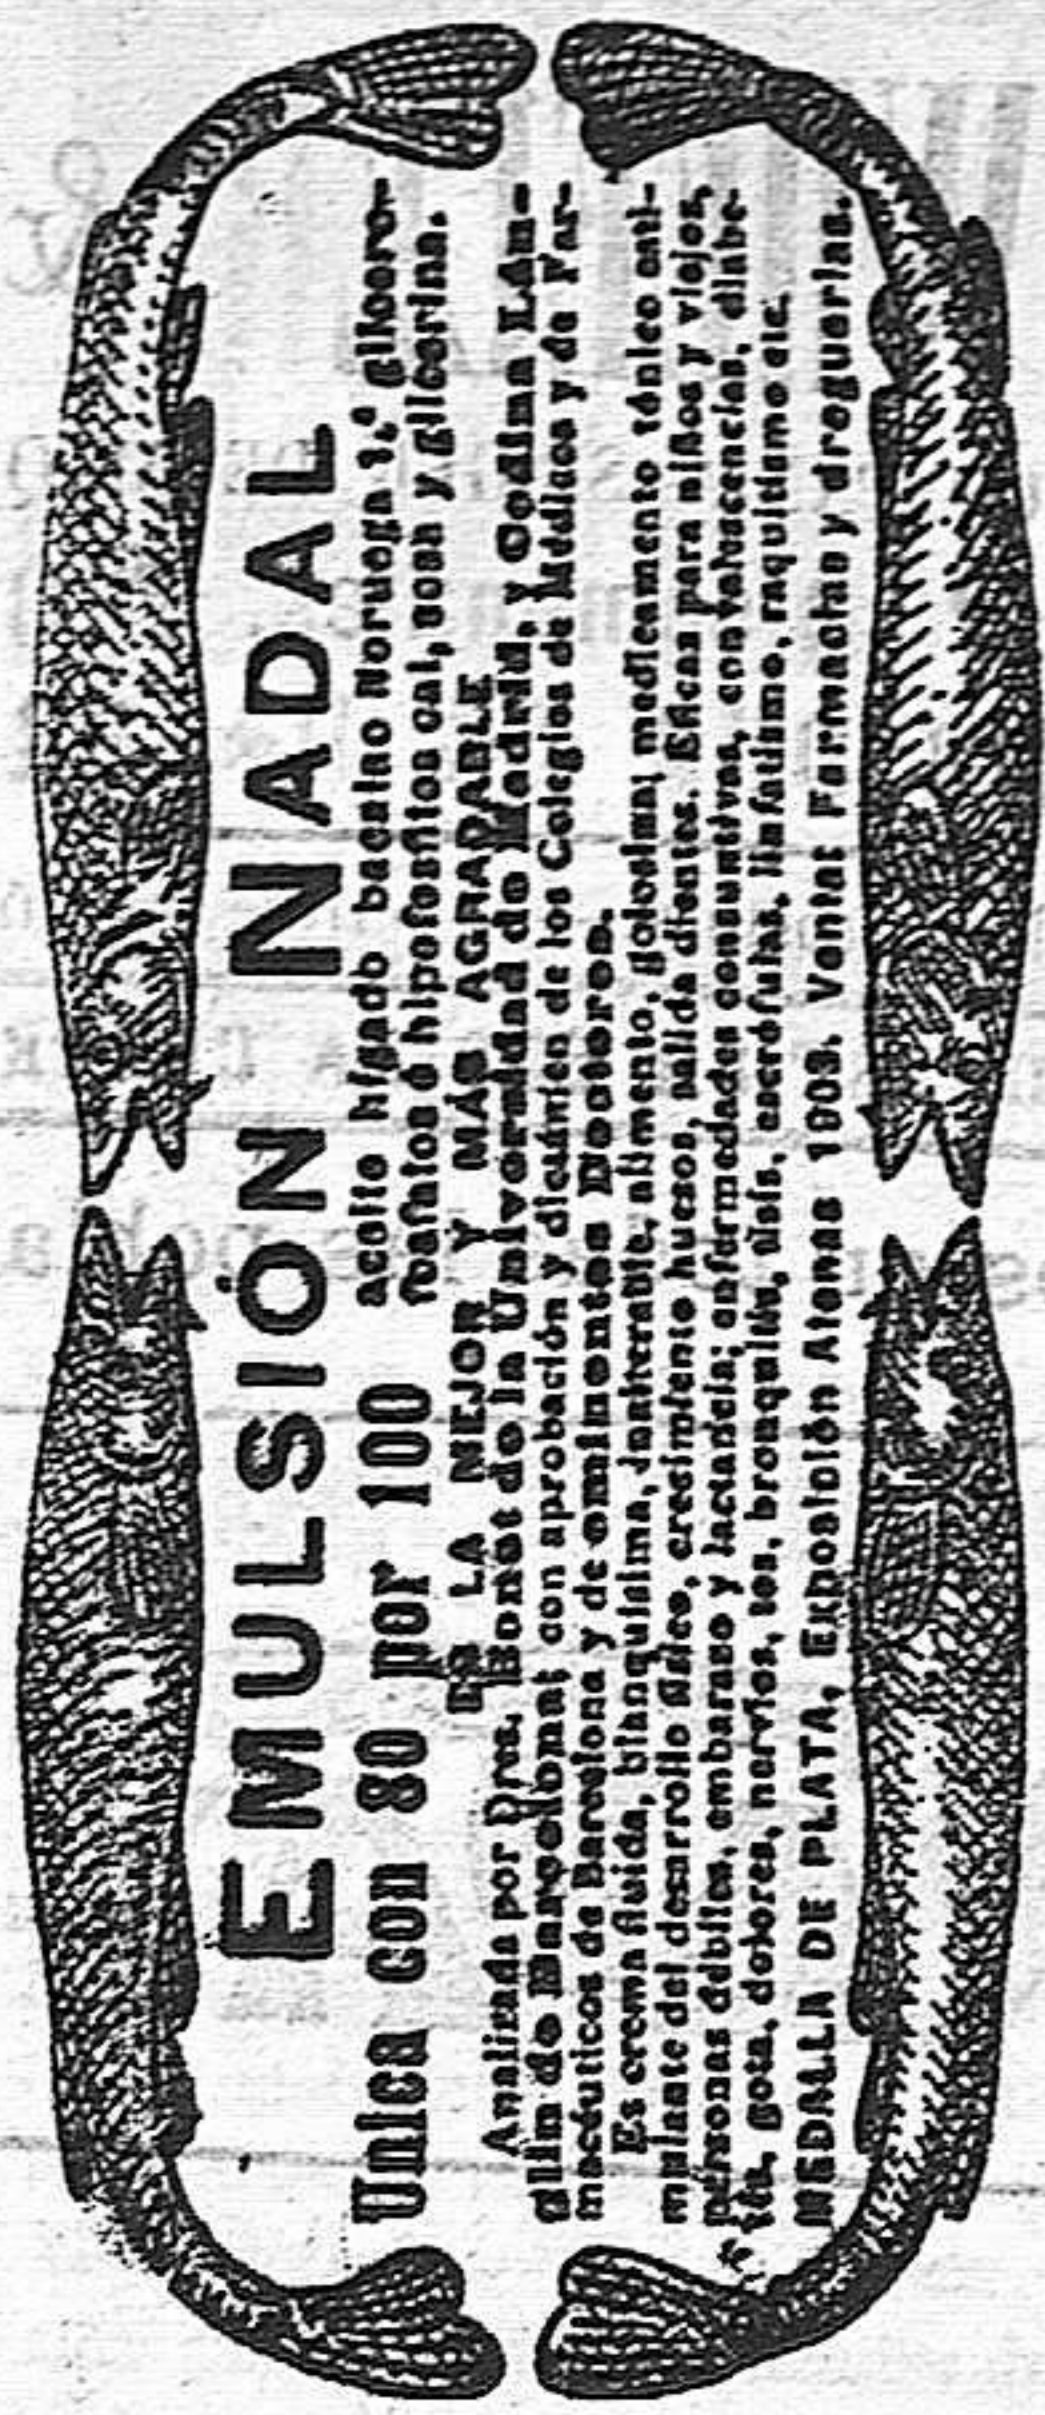 EMULSIÓN NADAL
Unica con 80 por 100 aceite hígado bacalao Noruega 1.ª glicero-
fosfatos é hipofosfitos cal, sosa y glicerina.
ES LA MEJOR Y MÁS AGRADABLE
Analizada por Dres. Bonet de la Universidad de Madrid, y Codina Län-
glin de Barcelona; con aprobación y dictámen de los Colegios de Médicos y de Far-
macéuticos de Barcelona y de eminentes Doctores.
Es crema fluida, blanquísima, inalterable, alimento, golosina; medicamento tónico esti-
mulante del desarrollo físico, crecimiento huesos, salida dientes. Eficaz para niños y viejos,
personas débiles, embarazo y lactancia; enfermedades consuntivas, convalescencias, diabe-
tes, gota, dolores, nervios, tos, bronquitis, tisis, escrófulas, linfatismo, raquitismo etc.
MEDALLA DE PLATA, Exposición Atenas 1903. Venta: Farmacias y droguerías.